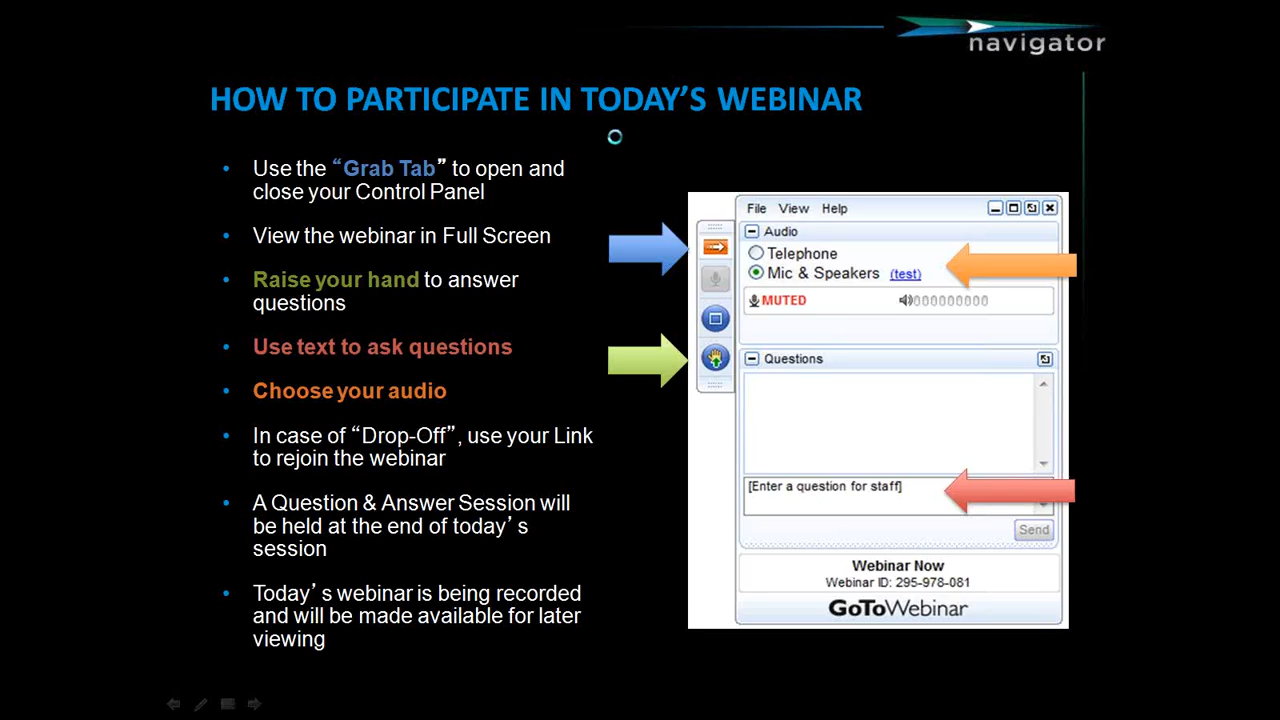 navigator
HOW TO PARTICIPATE IN TODAY’S WEBINAR
Use the “Grab Tab” to open and
close your Control Panel
View the webinar in Full Screen
Raise your hand to answer
questions
Use text to ask questions
Choose your audio
In case of “Drop-Off”, use your Link
to rejoin the webinar
A Question & Answer Session will
be held at the end of today’s
session
Today’s webinar is being recorded
and will be made available for later
viewing
File View Help
Audio
Telephone
Mic & Speakers (test)
MUTED
Questions
[Enter a question for staff]
Send
Webinar Now
Webinar ID: 295-978-081
GoToWebinar